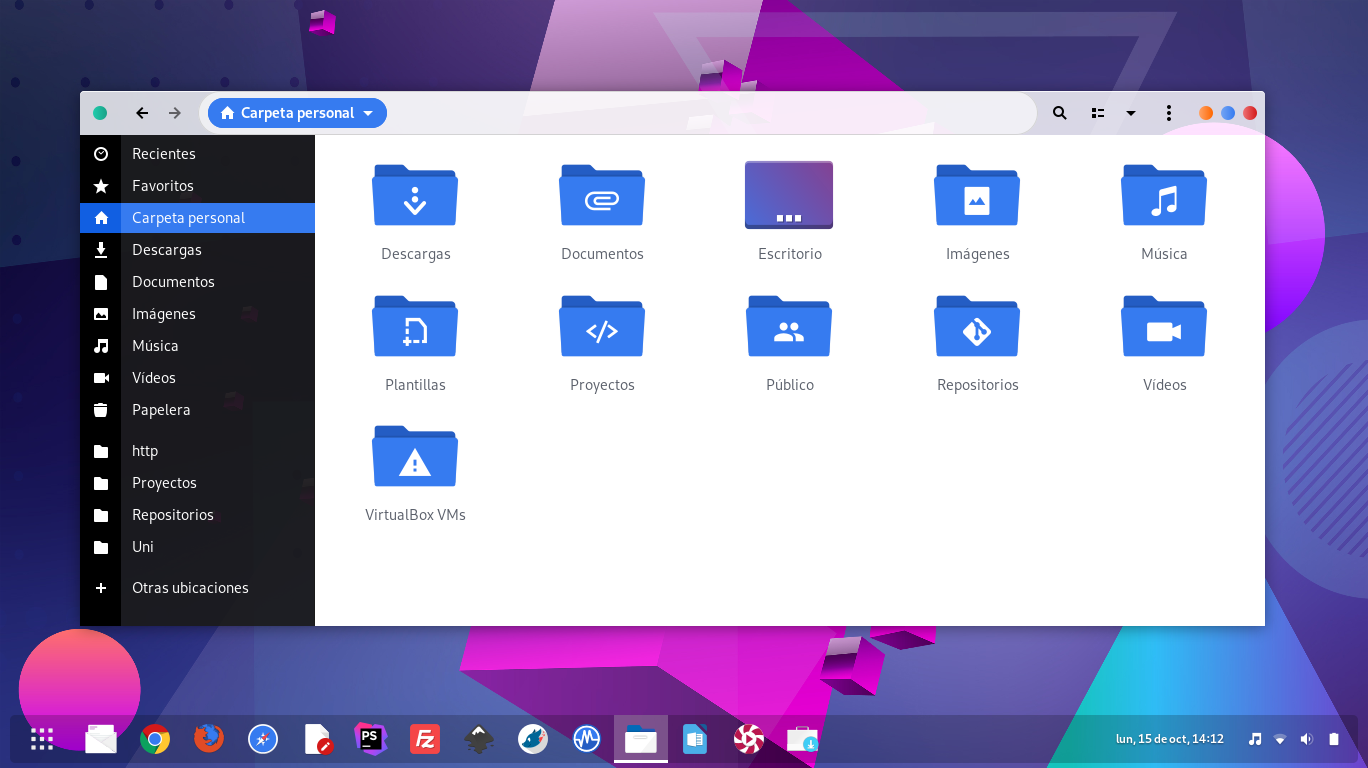 Carpeta personal
Recientes
Favoritos
Carpeta personal
Descargas
Documentos
Imágenes
Música
Vídeos
Papelera
http
Proyectos
Repositorios
Uni
Otras ubicaciones
Descargas
Documentos
Escritorio
Imágenes
Música
Plantillas
Proyectos
Público
Repositorios
Vídeos
VirtualBox VMs
PS
FZ
lun, 15 de oct, 14:12